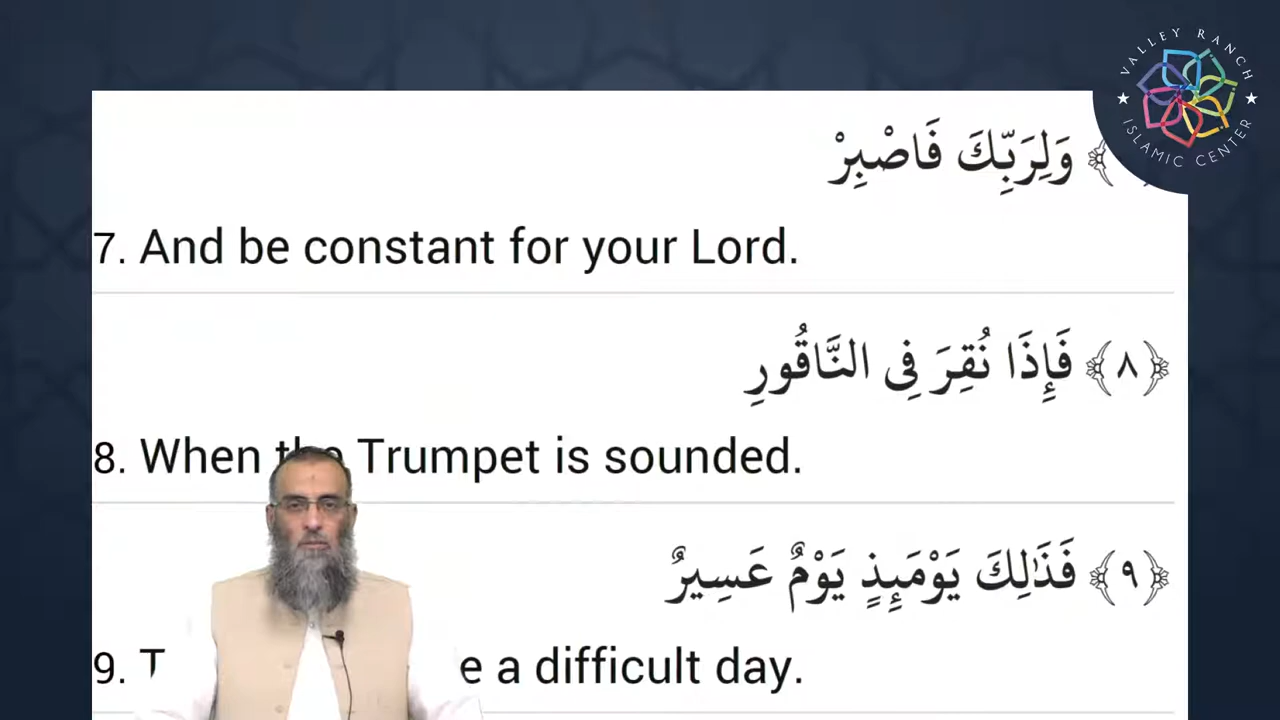 VALLEY RANCH
ISLAMIC CENTER
وَلِرَبِّكَ فَاصْبِرْ
7. And be constant for your Lord.
﴿٨﴾ فَإِذَا نُقِرَ فِى النَّاقُورِ
8. When the Trumpet is sounded.
﴿٩﴾ فَذَٰلِكَ يَوْمَئِذٍ يَوْمٌ عَسِيرٌ
9. a difficult day.